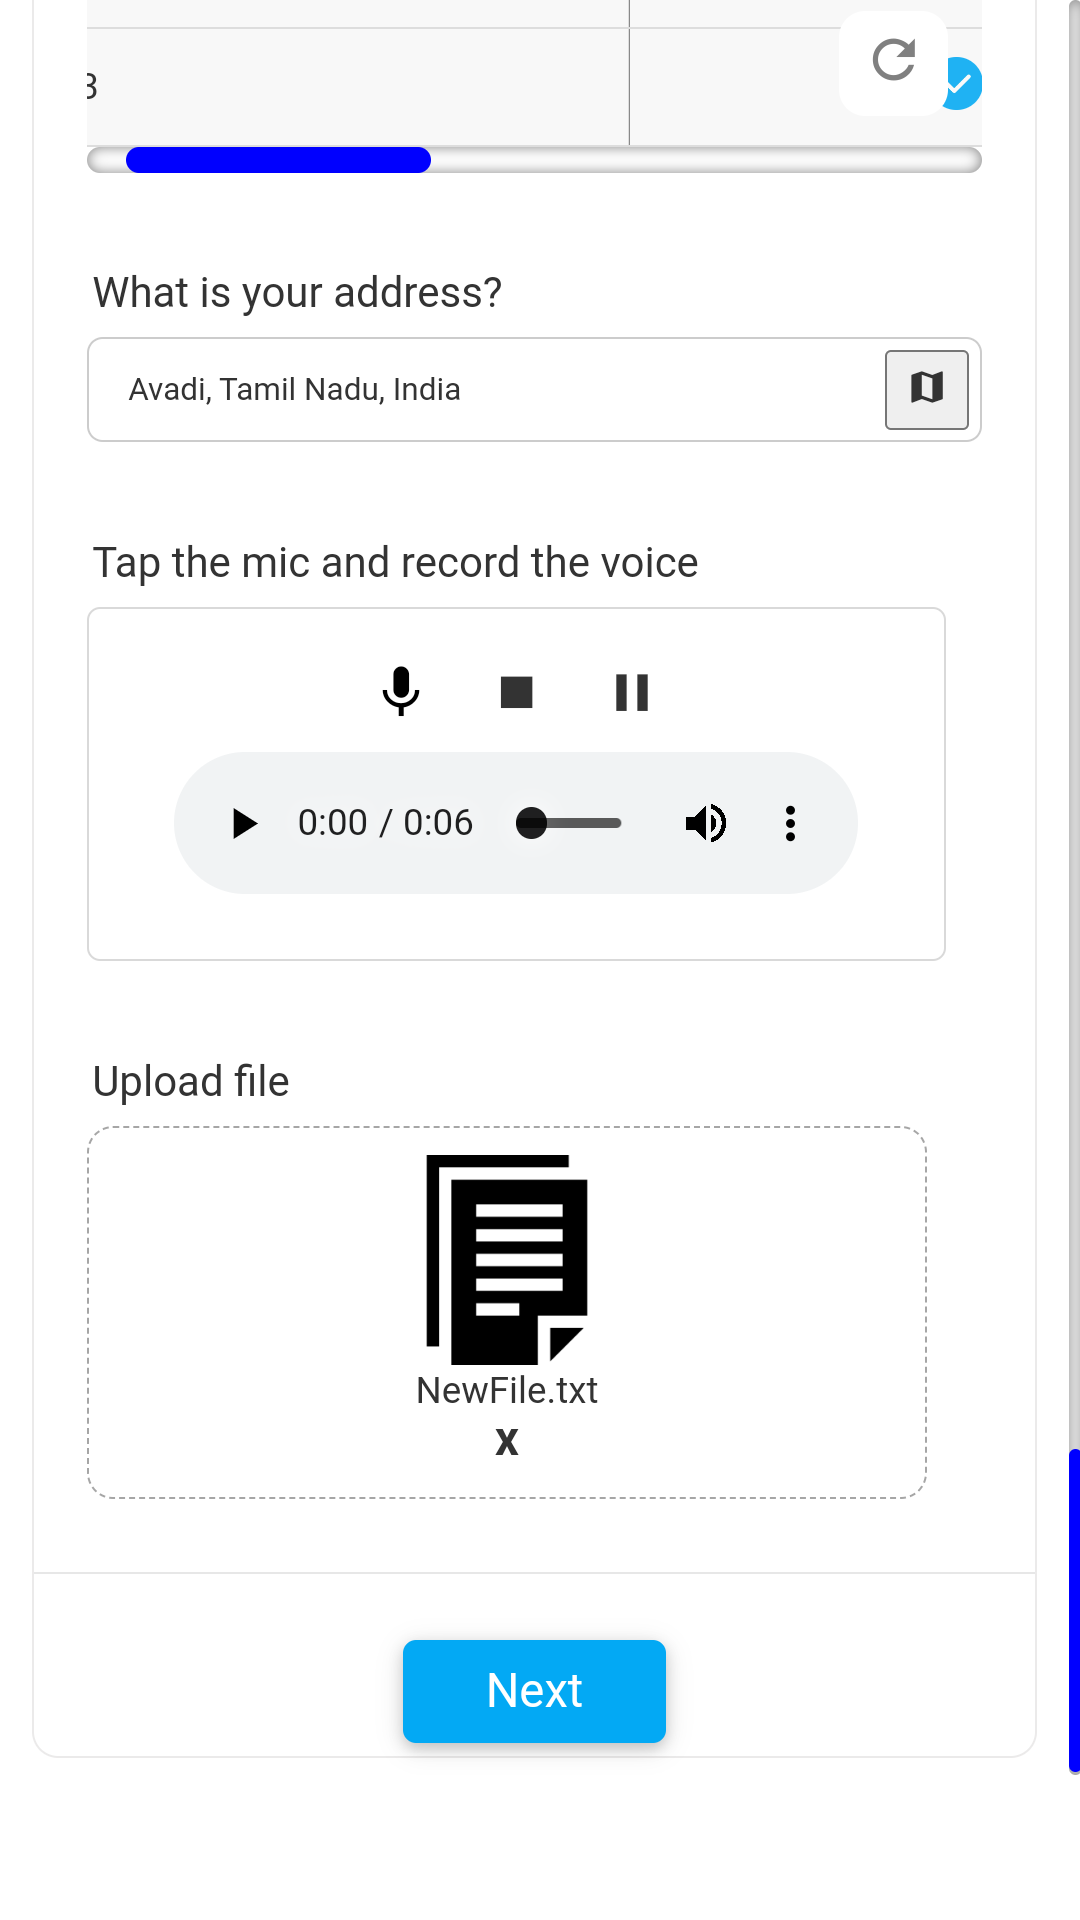 3
What is your address?
Avadi, Tamil Nadu, India
Tap the mic and record the voice
0:00 / 0:06
Upload file
NewFile.txt
x
Next